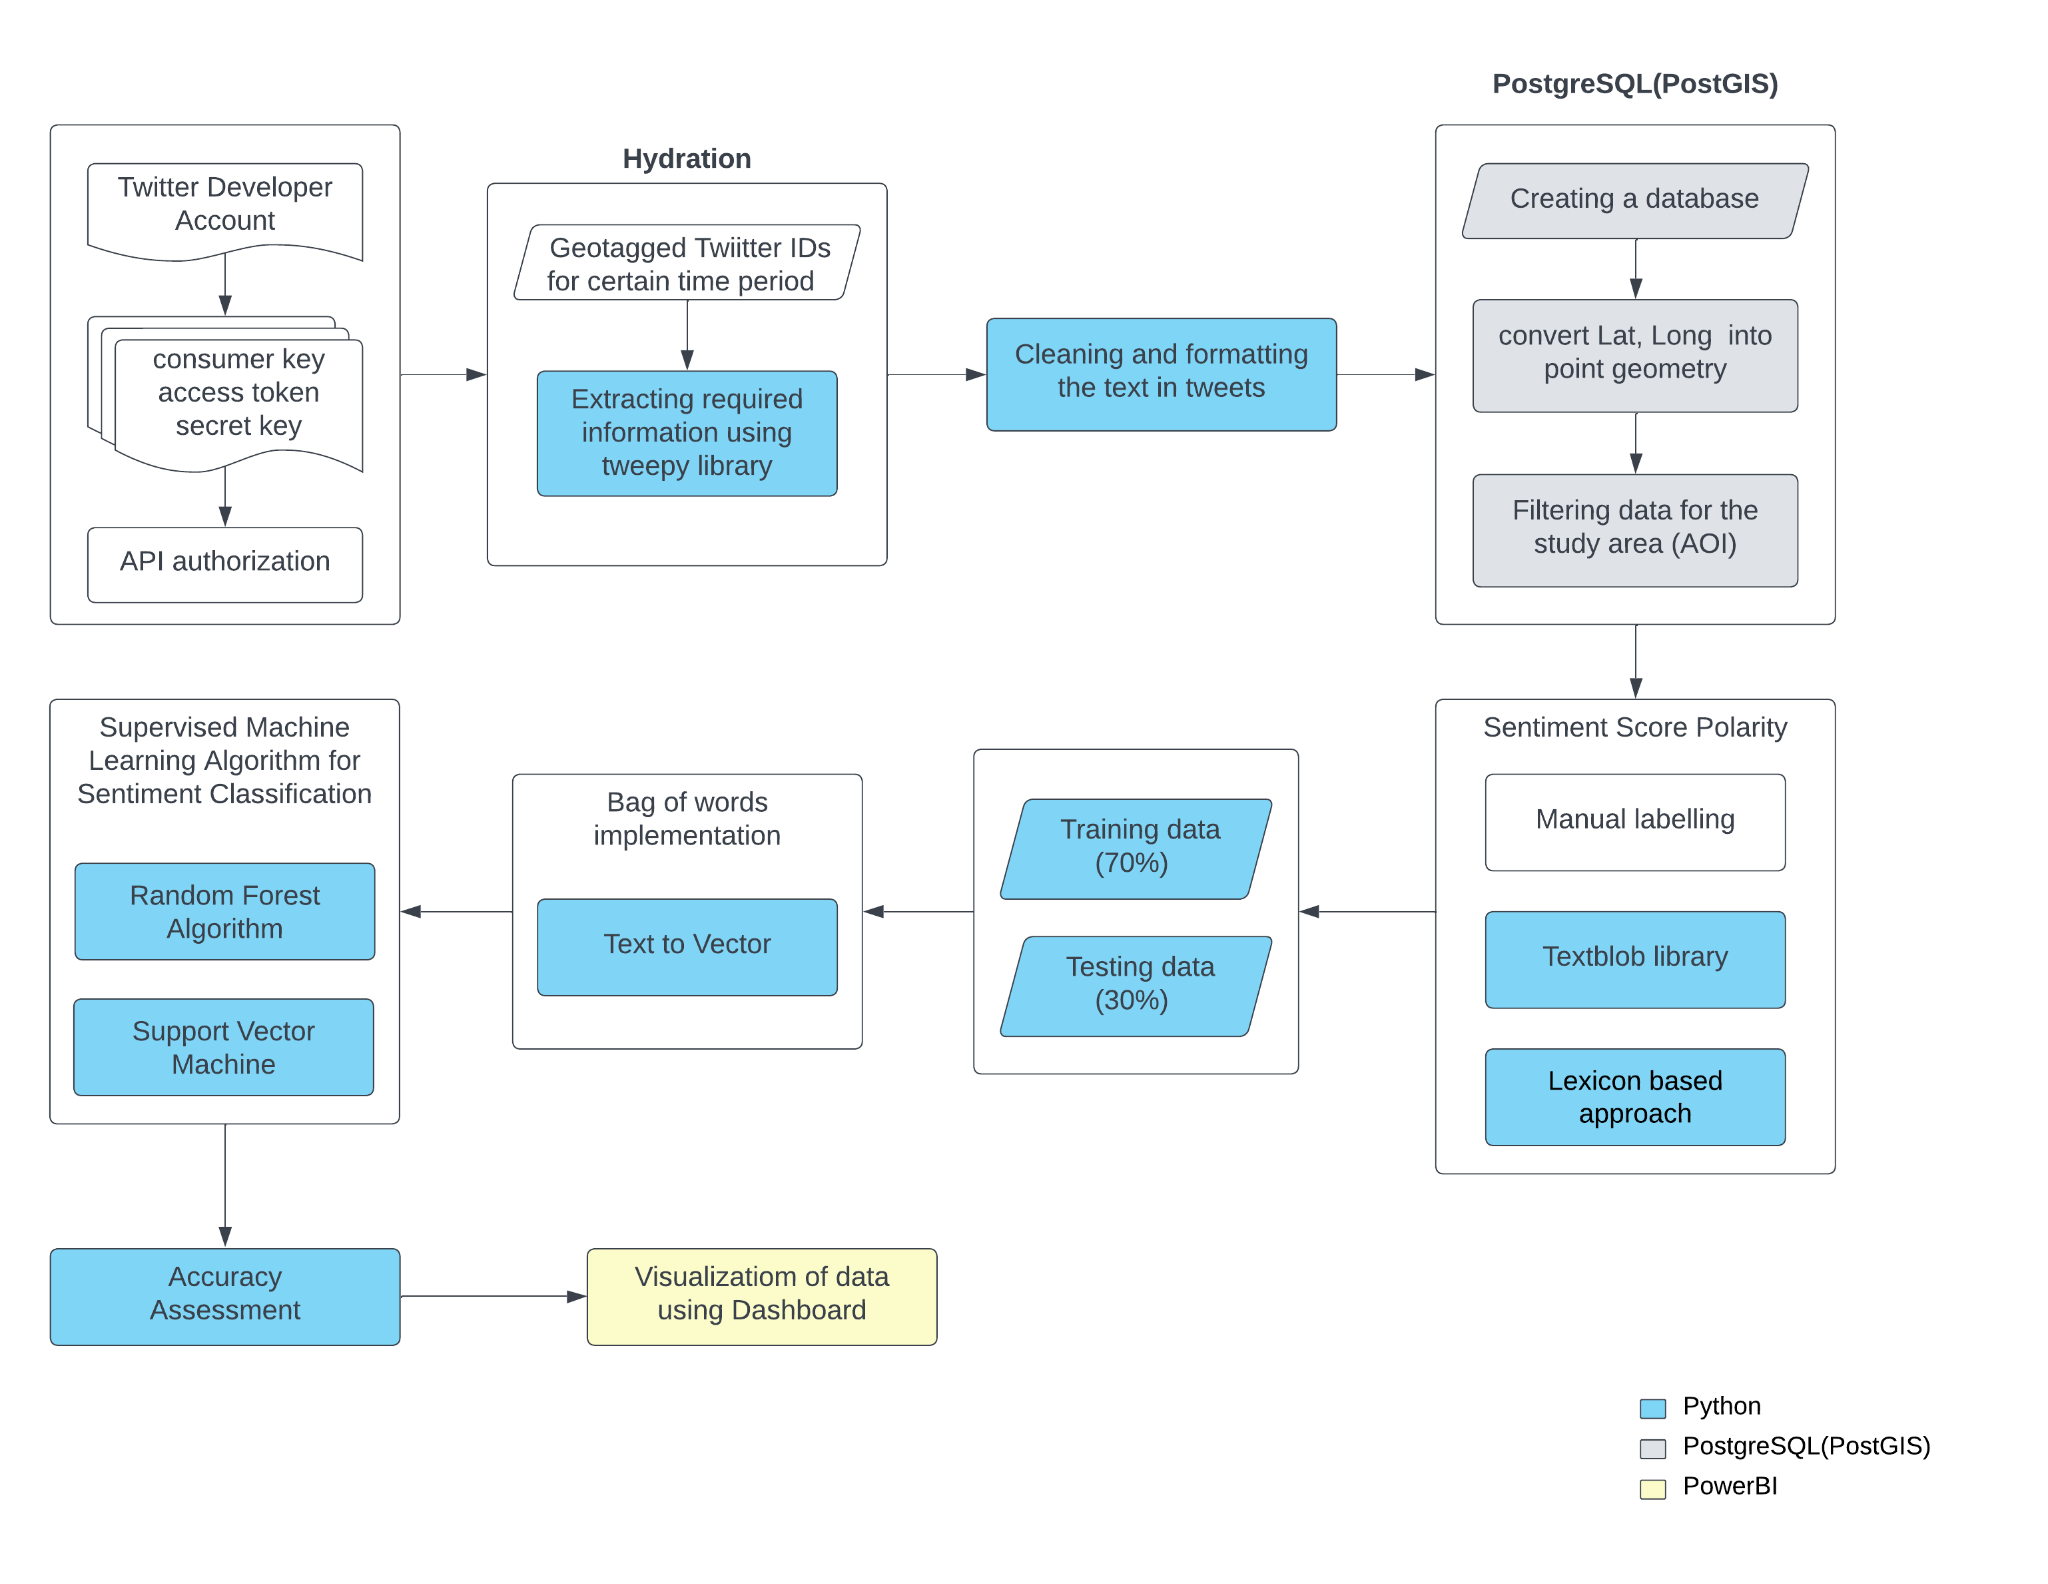 Twitter Developer
Account
consumer key
access token
secret key
API authorization
Hydration
Geotagged Twiitter IDs
for certain time period
Extracting required
information using
tweepy library
Cleaning and formatting
the text in tweets
PostgreSQL(PostGIS)
Creating a database
convert Lat, Long  into
point geometry
Filtering data for the
study area (AOI)
Sentiment Score Polarity
Manual labelling
Textblob library
Lexicon based
approach
Training data
(70%)
Testing data
(30%)
Bag of words
implementation
Text to Vector
Supervised Machine
Learning Algorithm for
Sentiment Classification
Random Forest
Algorithm
Support Vector
Machine
Accuracy
Assessment
Visualizatiom of data
using Dashboard
Python
PostgreSQL(PostGIS)
PowerBI